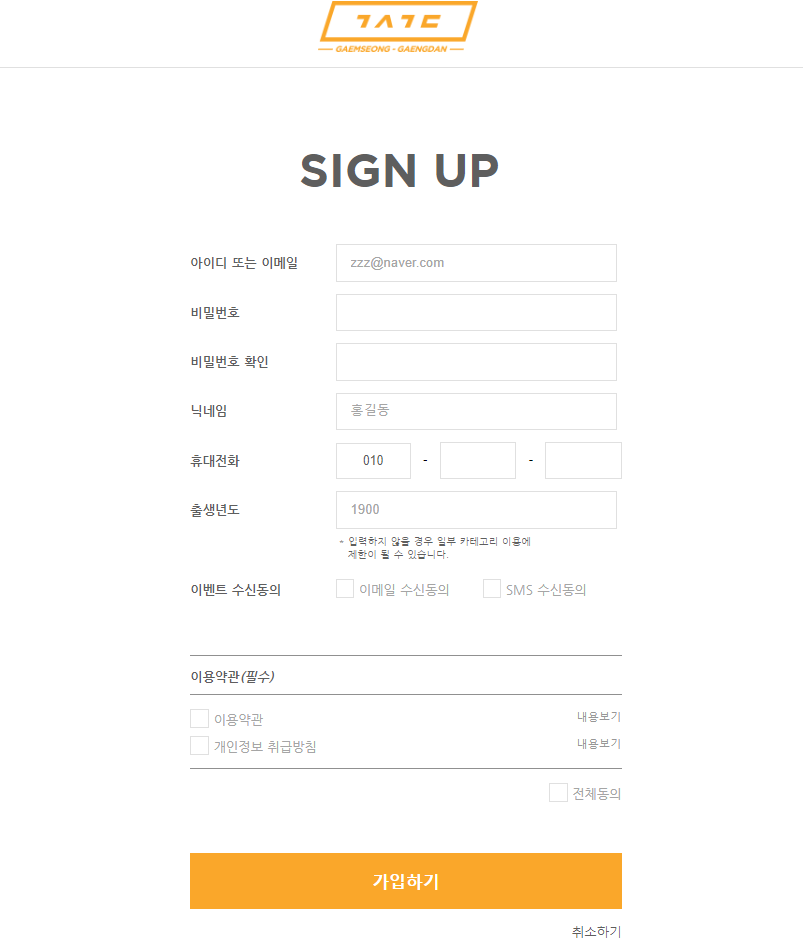 TATE
GAEMSEONG - GAENGDAN
SIGN UP
아이디 또는 이메일 zzz@naver.com
비밀번호
비밀번호 확인
닉네임 홍길동
휴대전화 010 - -
출생년도 1900
* 입력하지 않을 경우 일부 카테고리 이용에
제한이 될 수 있습니다.
이벤트 수신동의 이메일 수신동의 SMS 수신동의
이용약관(필수)
이용약관 내용보기
개인정보 취급방침 내용보기
전체동의
가입하기
취소하기